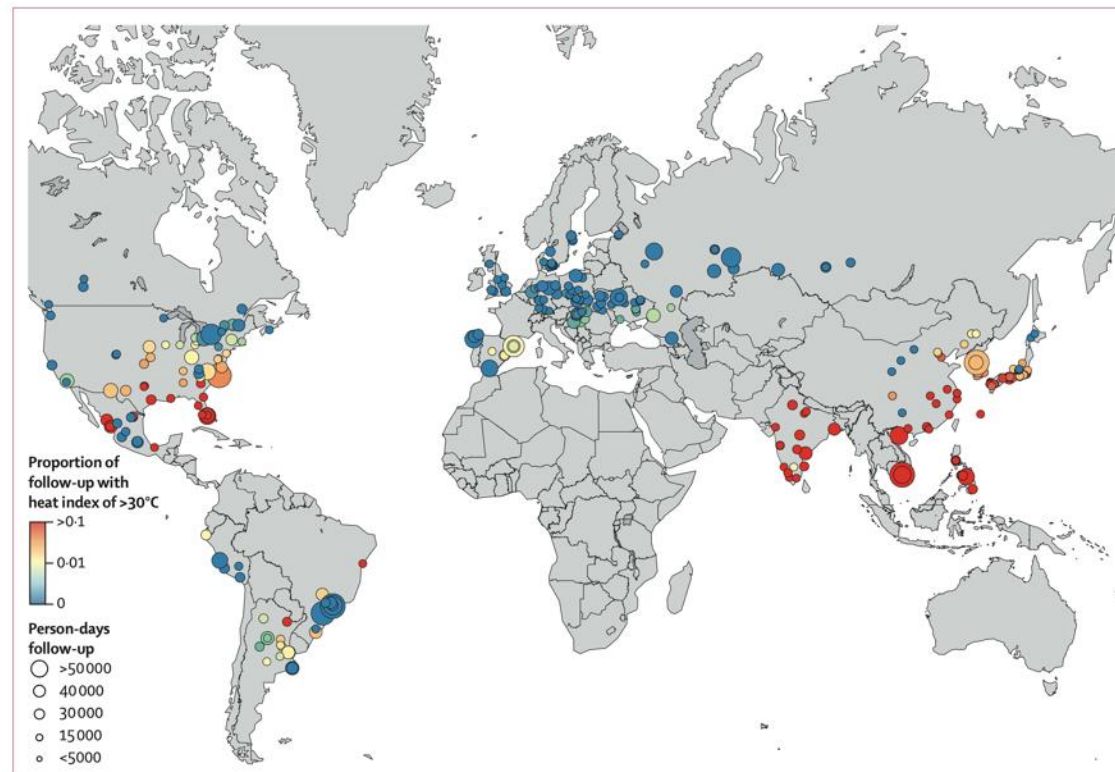 Proportion of
follow-up with
heat index of >30°C
>0·1
0·01
0
Person-days
follow-up
>50 000
40 000
30 000
15 000
<5000